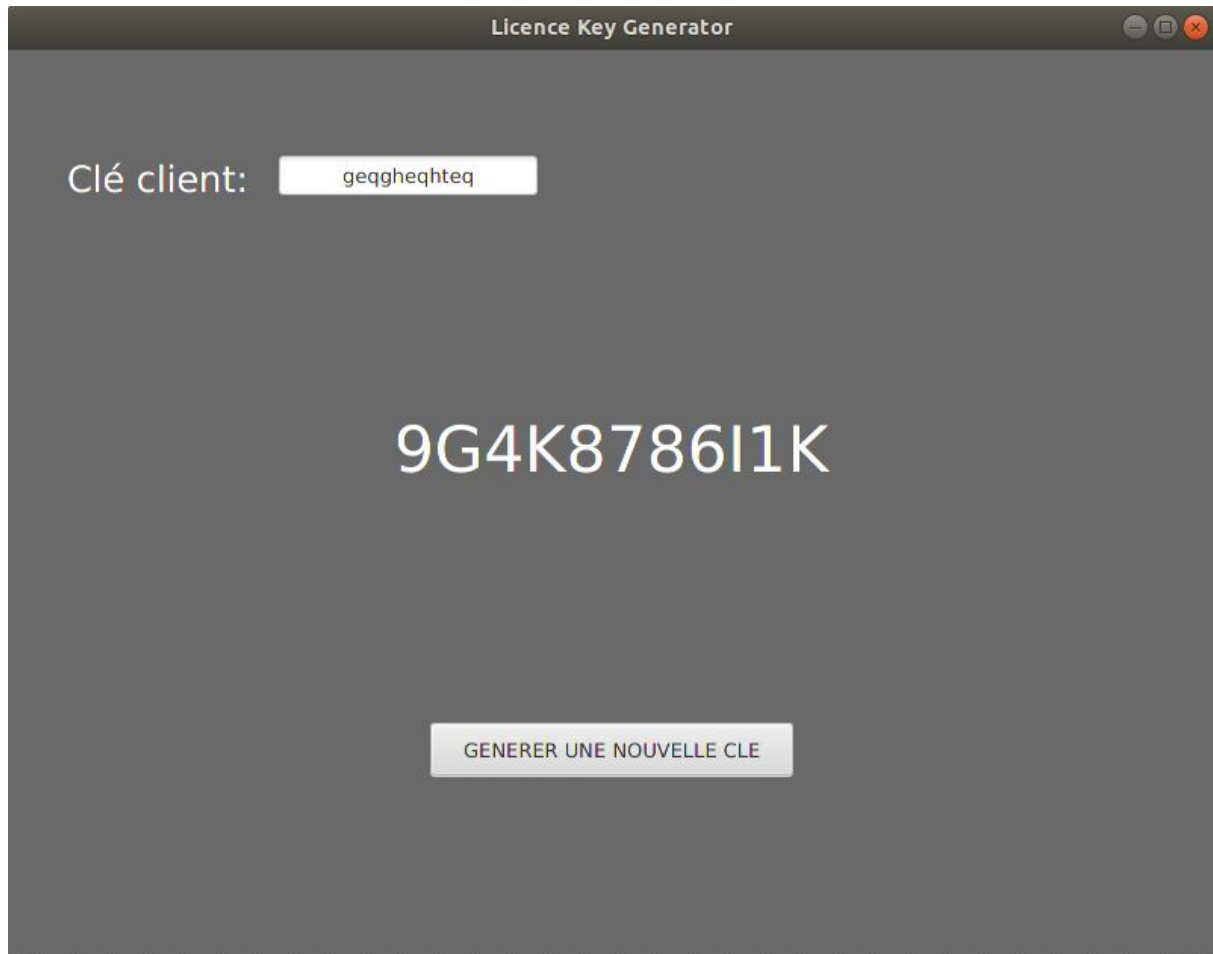 Licence Key Generator
Clé client: geqgheqhteq
9G4K8786I1K
GENERER UNE NOUVELLE CLE